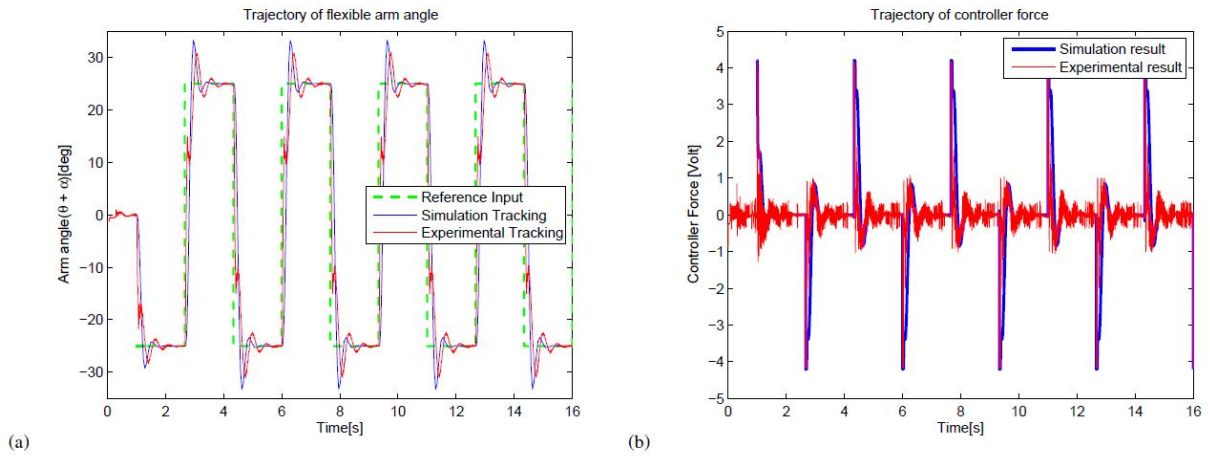 Trajectory of flexible arm angle
30
20
10
0
−10
−20
−30
Arm angle(θ + α)[deg]
Reference Input
Simulation Tracking
Experimental Tracking
0 2 4 6 8 10 12 14 16
Time[s]
(a)
Trajectory of controller force
5
4
3
2
1
0
−1
−2
−3
−4
−5
Controller Force [Volt]
Simulation result
Experimental result
0 2 4 6 8 10 12 14 16
Time[s]
(b)